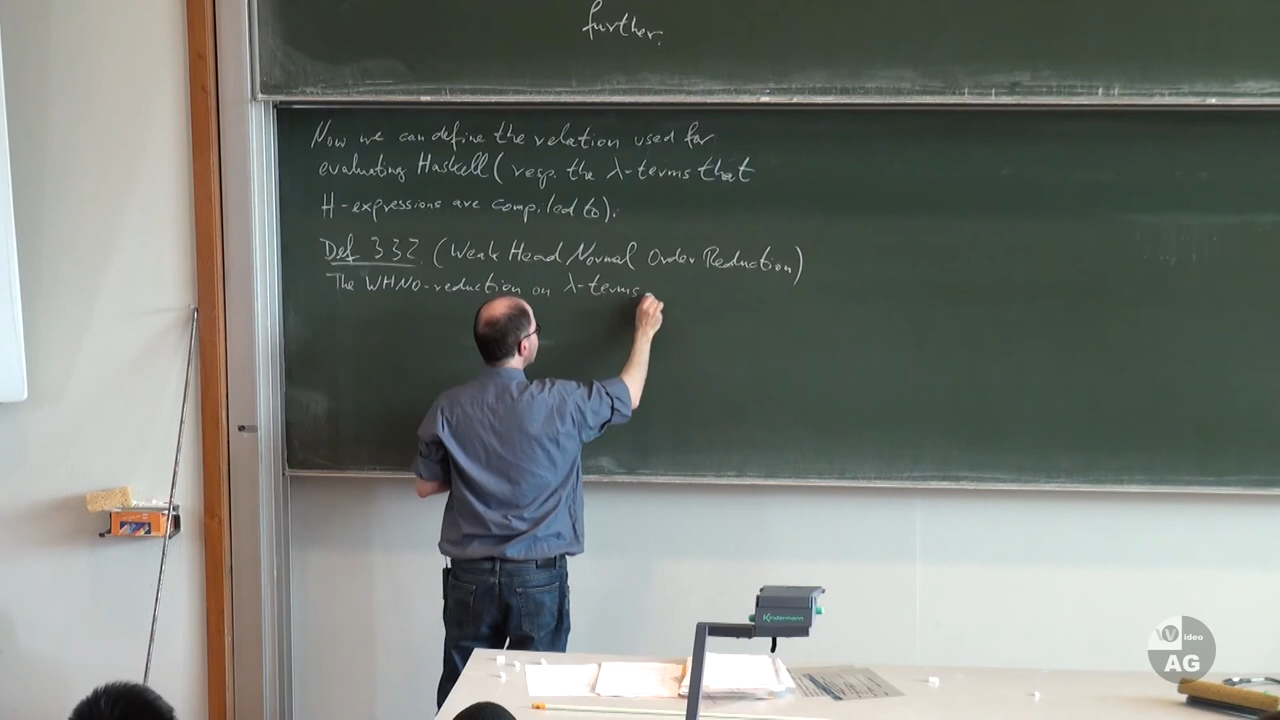 further.
Now we can define the relation used for
evaluating Haskell (resp. the λ-terms that
H-expressions are compiled to).
Def 3.3.2. (Weak Head Normal Order Reduction)
The WHNO-reduction on λ-terms
Kindermann
Video
AG